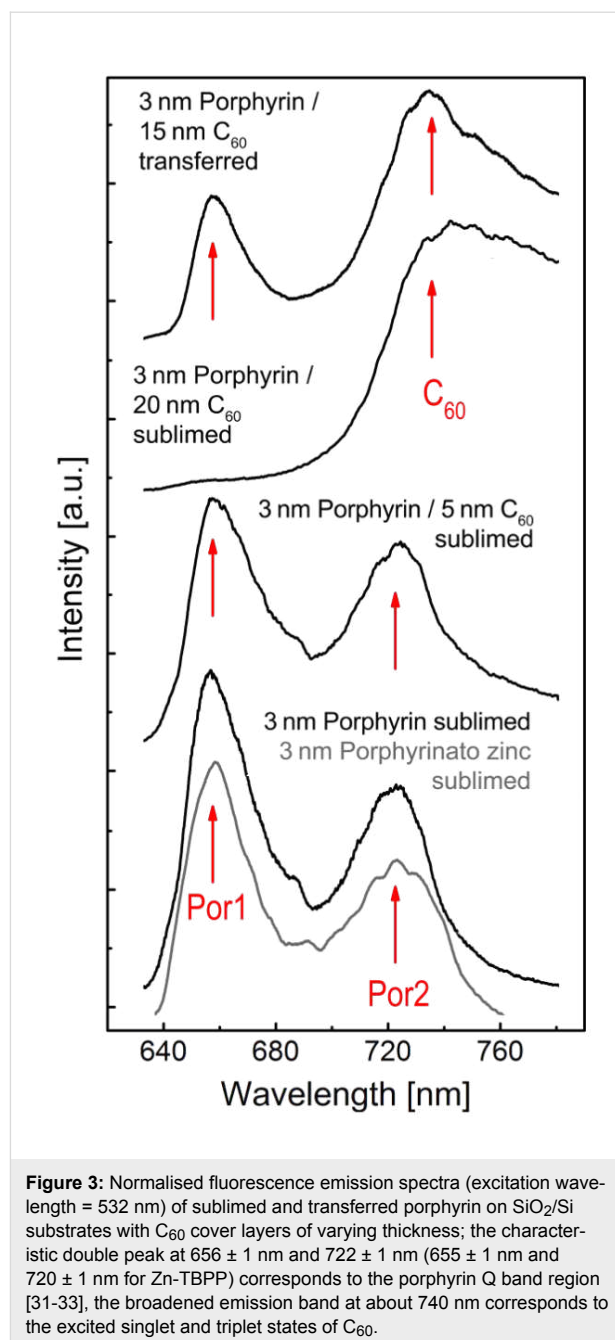 3 nm Porphyrin /
15 nm C₆₀
transferred
3 nm Porphyrin /
20 nm C₆₀
sublimed
C₆₀
3 nm Porphyrin / 5 nm C₆₀
sublimed
3 nm Porphyrin sublimed
3 nm Porphyrinato zinc
sublimed
Por1
Por2
Intensity [a.u.]
640 680 720 760
Wavelength [nm]
Figure 3: Normalised fluorescence emission spectra (excitation wave-
length = 532 nm) of sublimed and transferred porphyrin on SiO₂/Si
substrates with C₆₀ cover layers of varying thickness; the character-
istic double peak at 656 ± 1 nm and 722 ± 1 nm (655 ± 1 nm and
720 ± 1 nm for Zn-TBPP) corresponds to the porphyrin Q band region
[31-33], the broadened emission band at about 740 nm corresponds to
the excited singlet and triplet states of C₆₀.